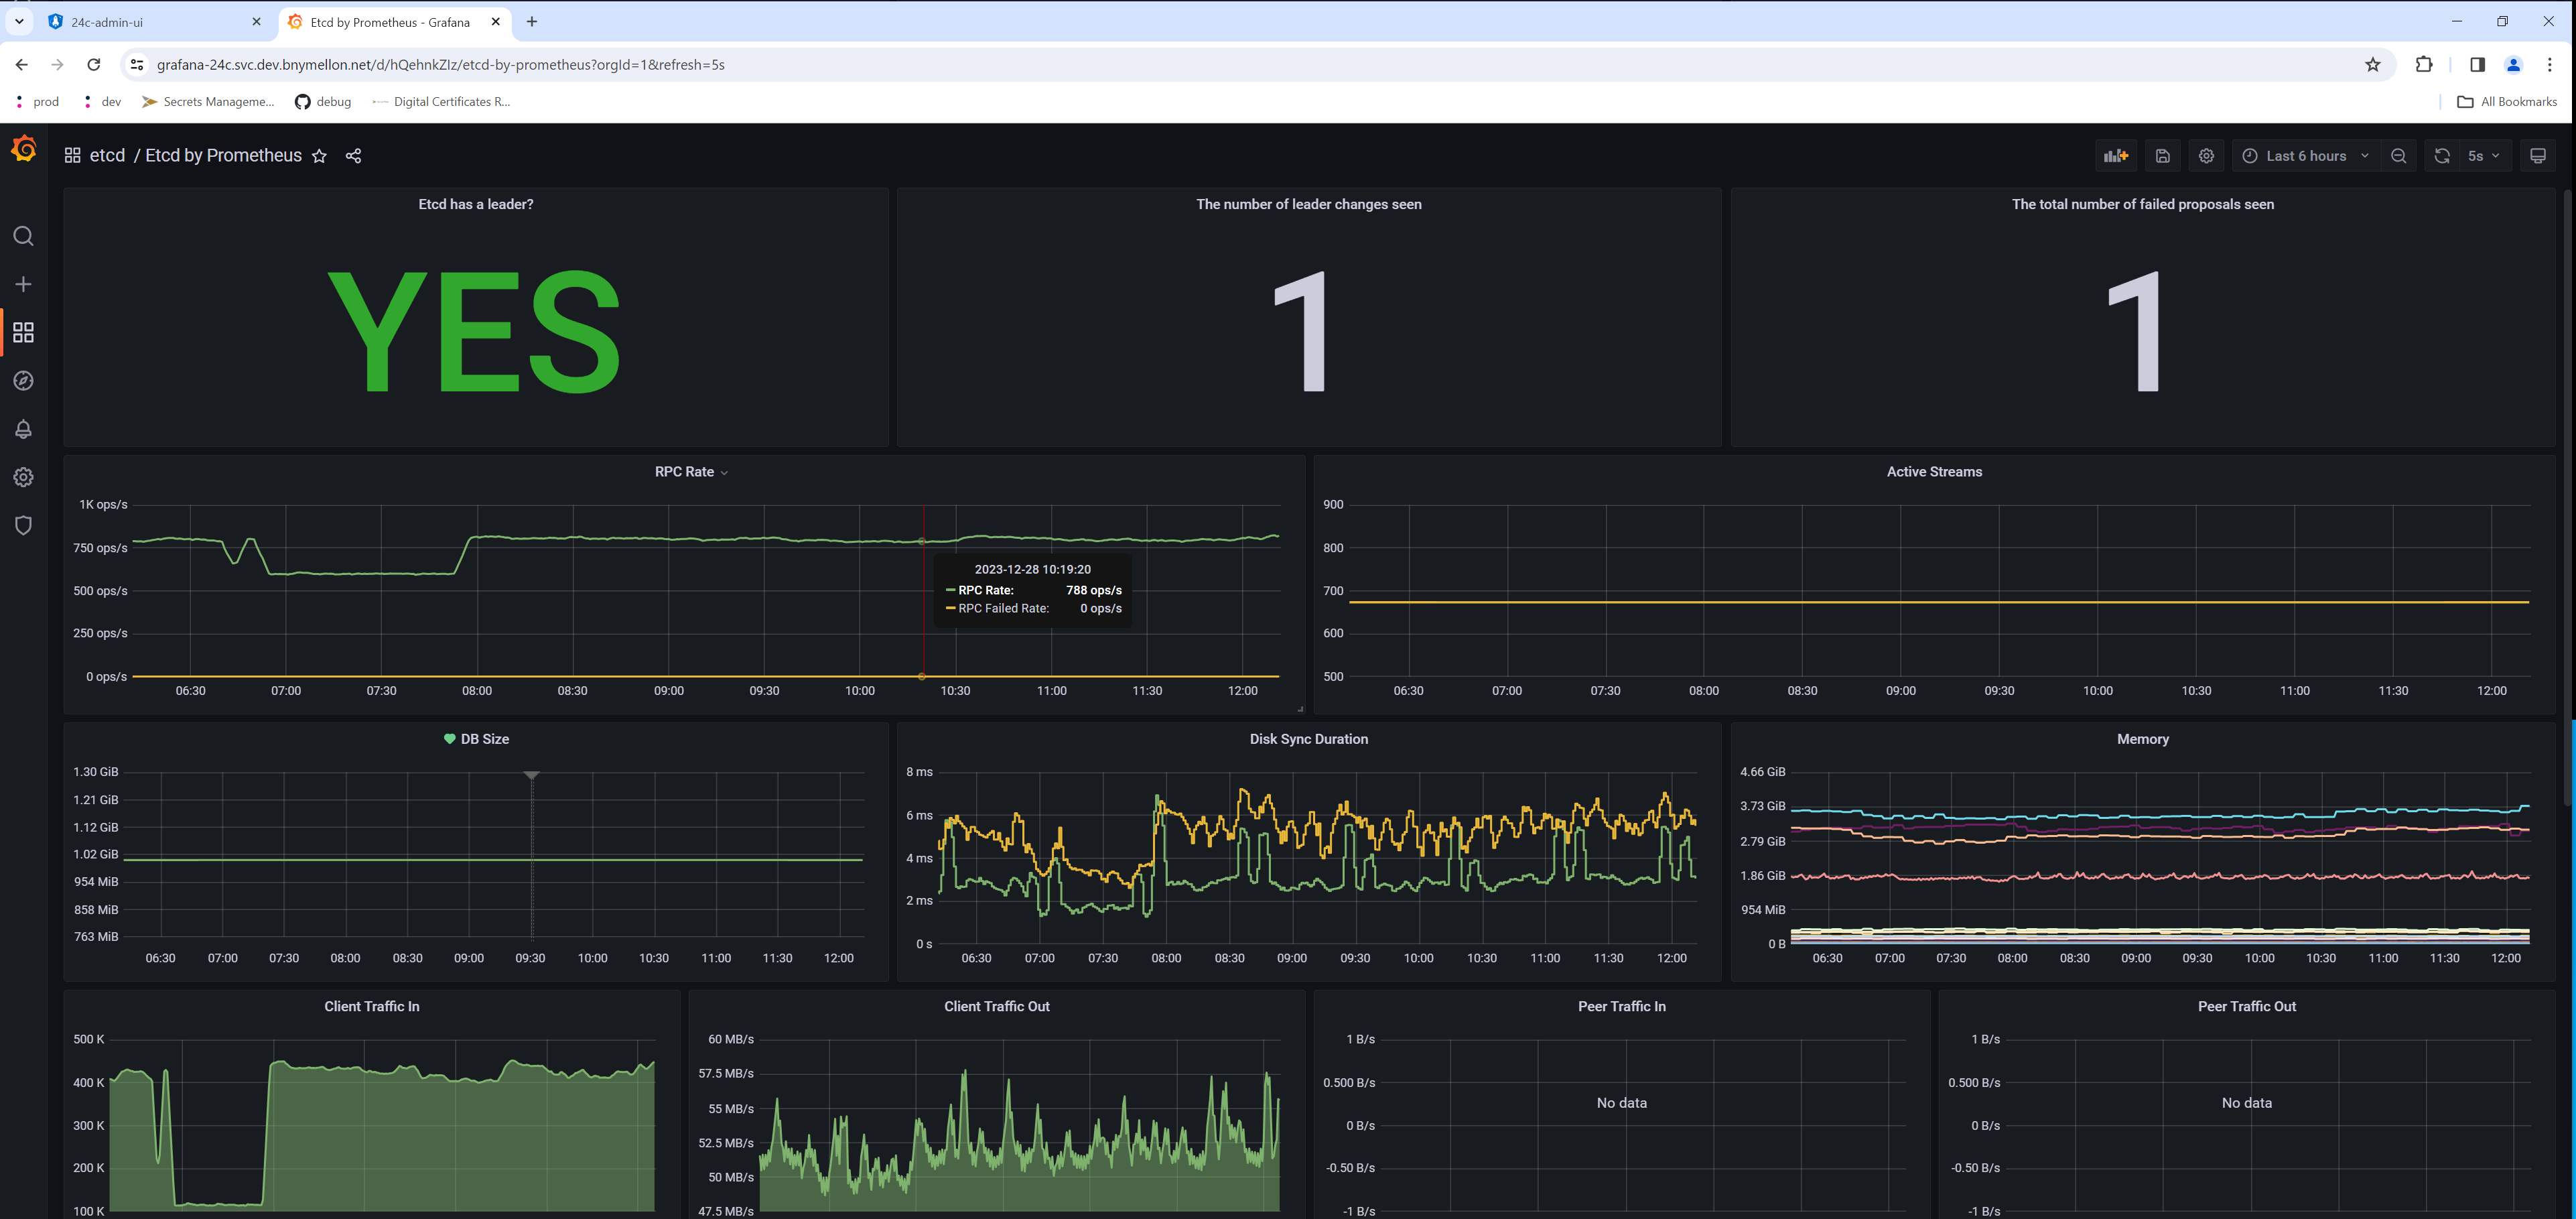 24c-admin-ui
Etcd by Prometheus - Grafana
grafana-24c.svc.dev.bnymellon.net/d/hQehnkZIz/etcd-by-prometheus?orgId=1&refresh=5s
prod dev Secrets Manageme... debug Digital Certificates R... All Bookmarks
etcd / Etcd by Prometheus
Last 6 hours
5s
Etcd has a leader?
YES
The number of leader changes seen
1
The total number of failed proposals seen
1
RPC Rate
1K ops/s
750 ops/s
500 ops/s
250 ops/s
0 ops/s
06:30 07:00 07:30 08:00 08:30 09:00 09:30 10:00 10:30 11:00 11:30 12:00
2023-12-28 10:19:20
RPC Rate: 788 ops/s
RPC Failed Rate: 0 ops/s
Active Streams
900
800
700
600
500
06:30 07:00 07:30 08:00 08:30 09:00 09:30 10:00 10:30 11:00 11:30 12:00
DB Size
1.30 GiB
1.21 GiB
1.12 GiB
1.02 GiB
954 MiB
858 MiB
763 MiB
06:30 07:00 07:30 08:00 08:30 09:00 09:30 10:00 10:30 11:00 11:30 12:00
Disk Sync Duration
8 ms
6 ms
4 ms
2 ms
0 s
06:30 07:00 07:30 08:00 08:30 09:00 09:30 10:00 10:30 11:00 11:30 12:00
Memory
4.66 GiB
3.73 GiB
2.79 GiB
1.86 GiB
954 MiB
0 B
06:30 07:00 07:30 08:00 08:30 09:00 09:30 10:00 10:30 11:00 11:30 12:00
Client Traffic In
500 K
400 K
300 K
200 K
100 K
Client Traffic Out
60 MB/s
57.5 MB/s
55 MB/s
52.5 MB/s
50 MB/s
47.5 MB/s
Peer Traffic In
1 B/s
0.500 B/s
0 B/s
-0.50 B/s
-1 B/s
No data
Peer Traffic Out
1 B/s
0.500 B/s
0 B/s
-0.50 B/s
-1 B/s
No data